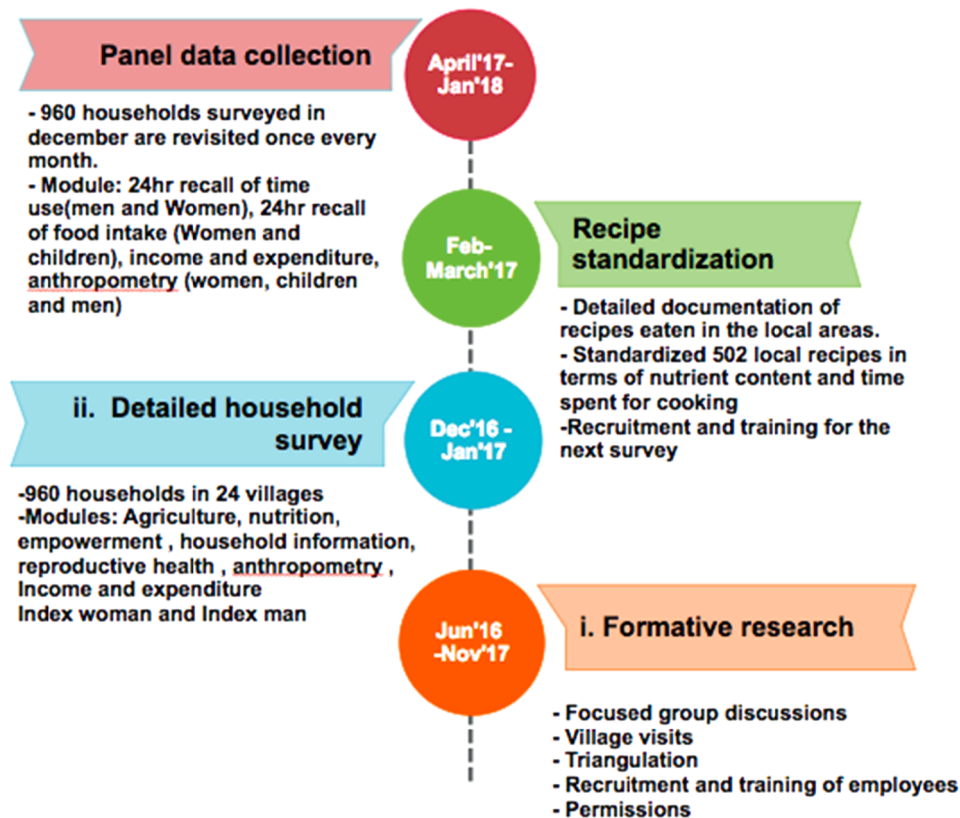 Panel data collection
April'17-
Jan'18
- 960 households surveyed in
december are revisited once every
month.
- Module: 24hr recall of time
use(men and Women), 24hr recall
of food intake (Women and
children), income and expenditure,
anthropometry (women, children
and men)
Feb-
March'17
Recipe
standardization
- Detailed documentation of
recipes eaten in the local areas.
- Standardized 502 local recipes in
terms of nutrient content and time
spent for cooking
-Recruitment and training for the
next survey
ii. Detailed household
survey
Dec'16 -
Jan'17
-960 households in 24 villages
-Modules: Agriculture, nutrition,
empowerment , household information,
reproductive health , anthropometry ,
Income and expenditure
Index woman and Index man
Jun'16
-Nov'17
i. Formative research
- Focused group discussions
- Village visits
- Triangulation
- Recruitment and training of employees
- Permissions